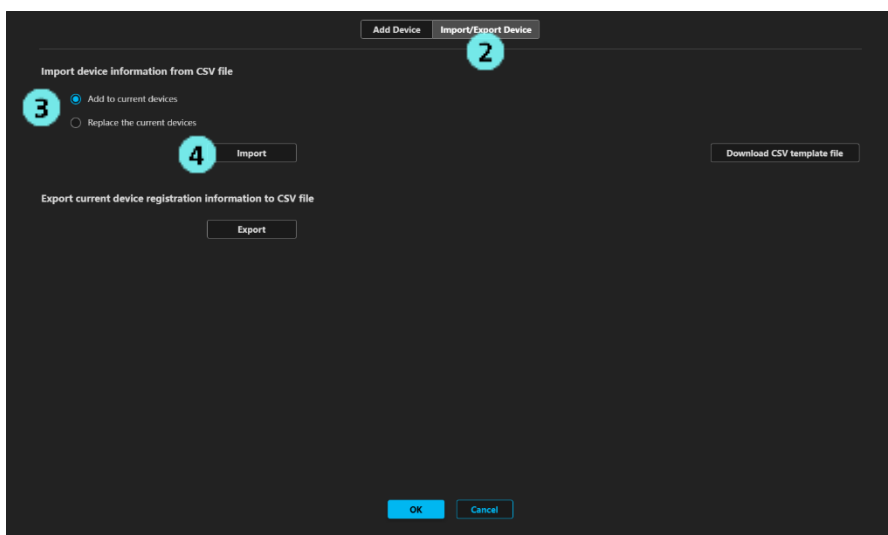 Add Device Import/Export Device
2
Import device information from CSV file
3
Add to current devices
Replace the current devices
4 Import Download CSV template file
Export current device registration information to CSV file
Export
OK Cancel